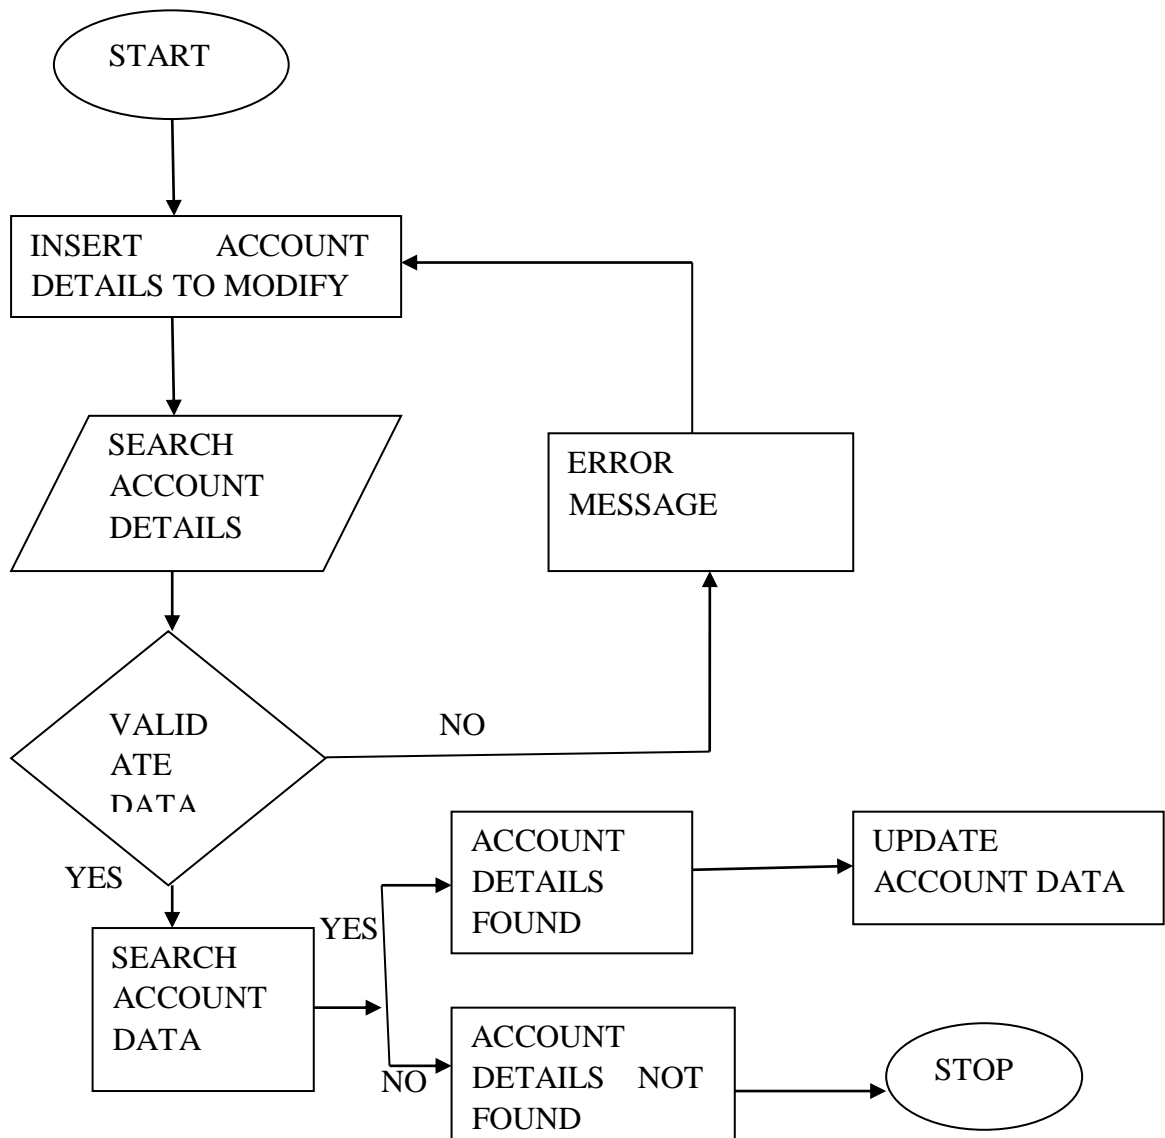 START
INSERT ACCOUNT
DETAILS TO MODIFY
SEARCH
ACCOUNT
DETAILS
ERROR
MESSAGE
VALID
ATE
DATA
NO
YES
SEARCH
ACCOUNT
DATA
YES
NO
ACCOUNT
DETAILS
FOUND
UPDATE
ACCOUNT DATA
ACCOUNT
DETAILS NOT
FOUND
STOP